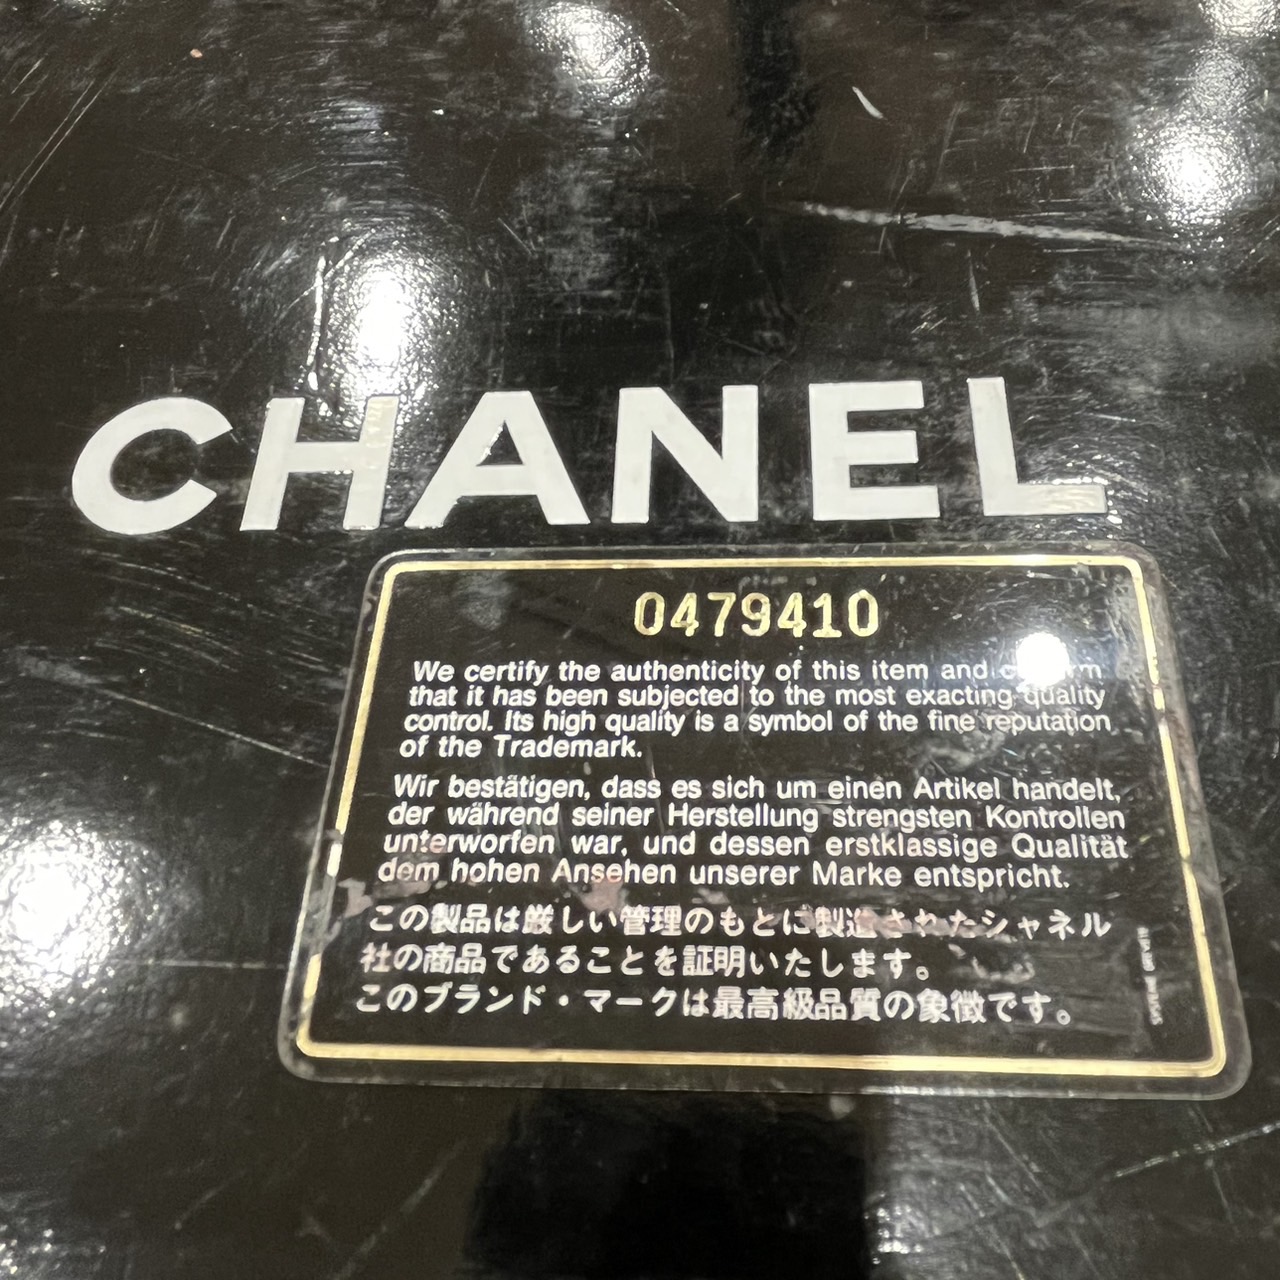 CHANEL
0479410
We certify the authenticity of this item and confirm
that it has been subjected to the most exacting quality
control. Its high quality is a symbol of the fine reputation
of the Trademark.
Wir bestätigen, dass es sich um einen Artikel handelt,
der während seiner Herstellung strengsten Kontrollen
unterworfen war, und dessen erstklassige Qualität
dem hohen Ansehen unserer Marke entspricht.
この製品は厳しい管理のもとに製造されたシャネル
社の商品であることを証明いたします。
このブランド・マークは最高級品質の象徴です。